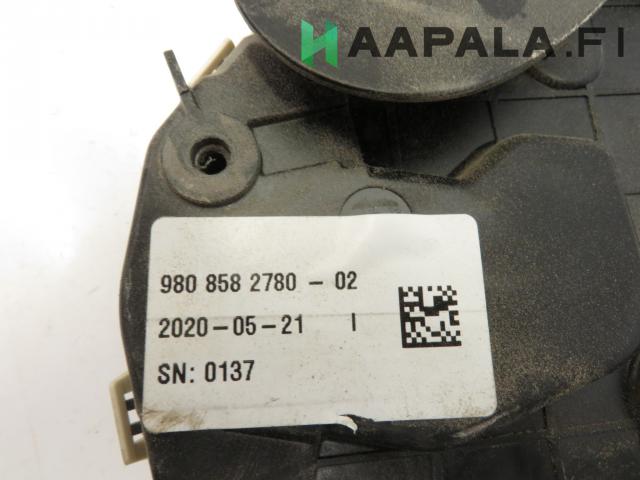 HAAPALA.FI
980 858 2780 - 02
2020-05-21 I
SN: 0137